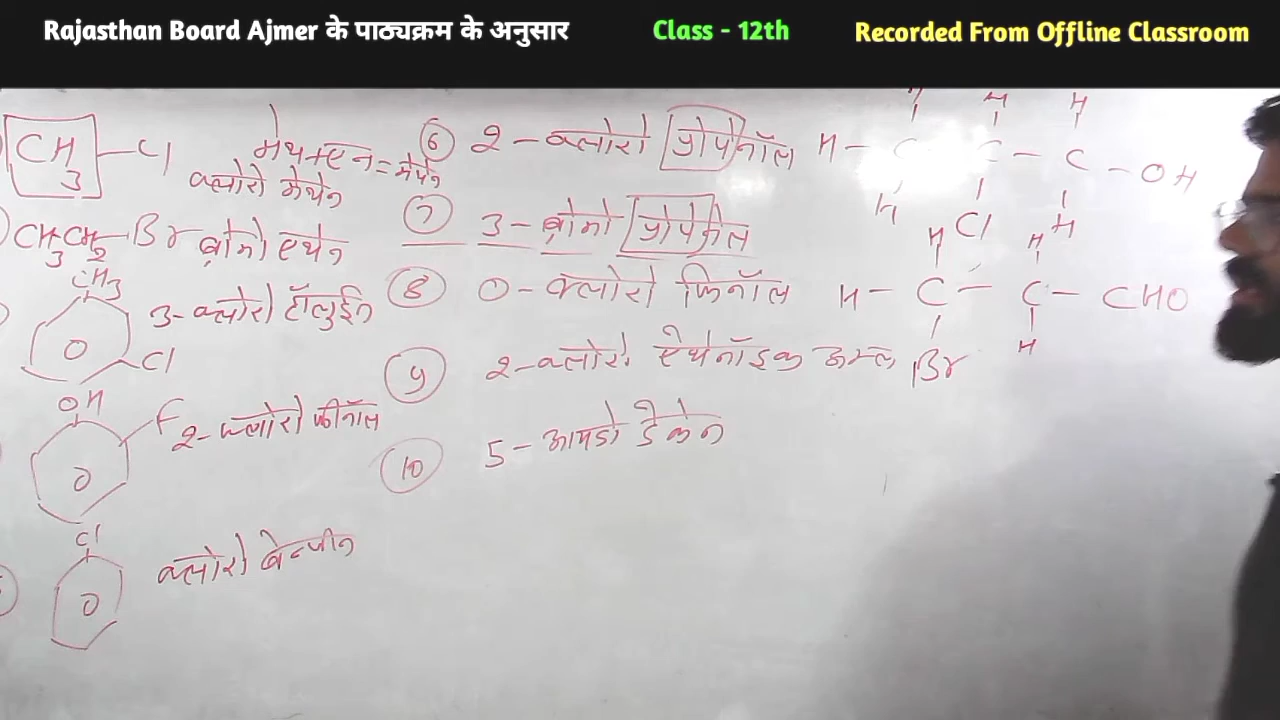 Rajasthan Board Ajmer के पाठ्यक्रम के अनुसार
Class - 12th
Recorded From Offline Classroom
CH3—Cl
मेथ+एन=मेथेन
क्लोरो मेथेन
CH3CH2—Br ब्रोमो एथेन
CH3
Cl
3-क्लोरो टॉलुईन
OH
F
2-क्लोरो फीनॉल
Cl
क्लोरो बेन्जीन
6 2-क्लोरो प्रोपेनॉल
H H
H—C C—C—OH
H Cl H
7 3-ब्रोमो प्रोपेनैल
H H
H—C—C—CHO
Br H
8 o-क्लोरो फिनॉल
9 2-क्लोरो ऐथेनॉइक अम्ल
10 5-आयडो डेकेन